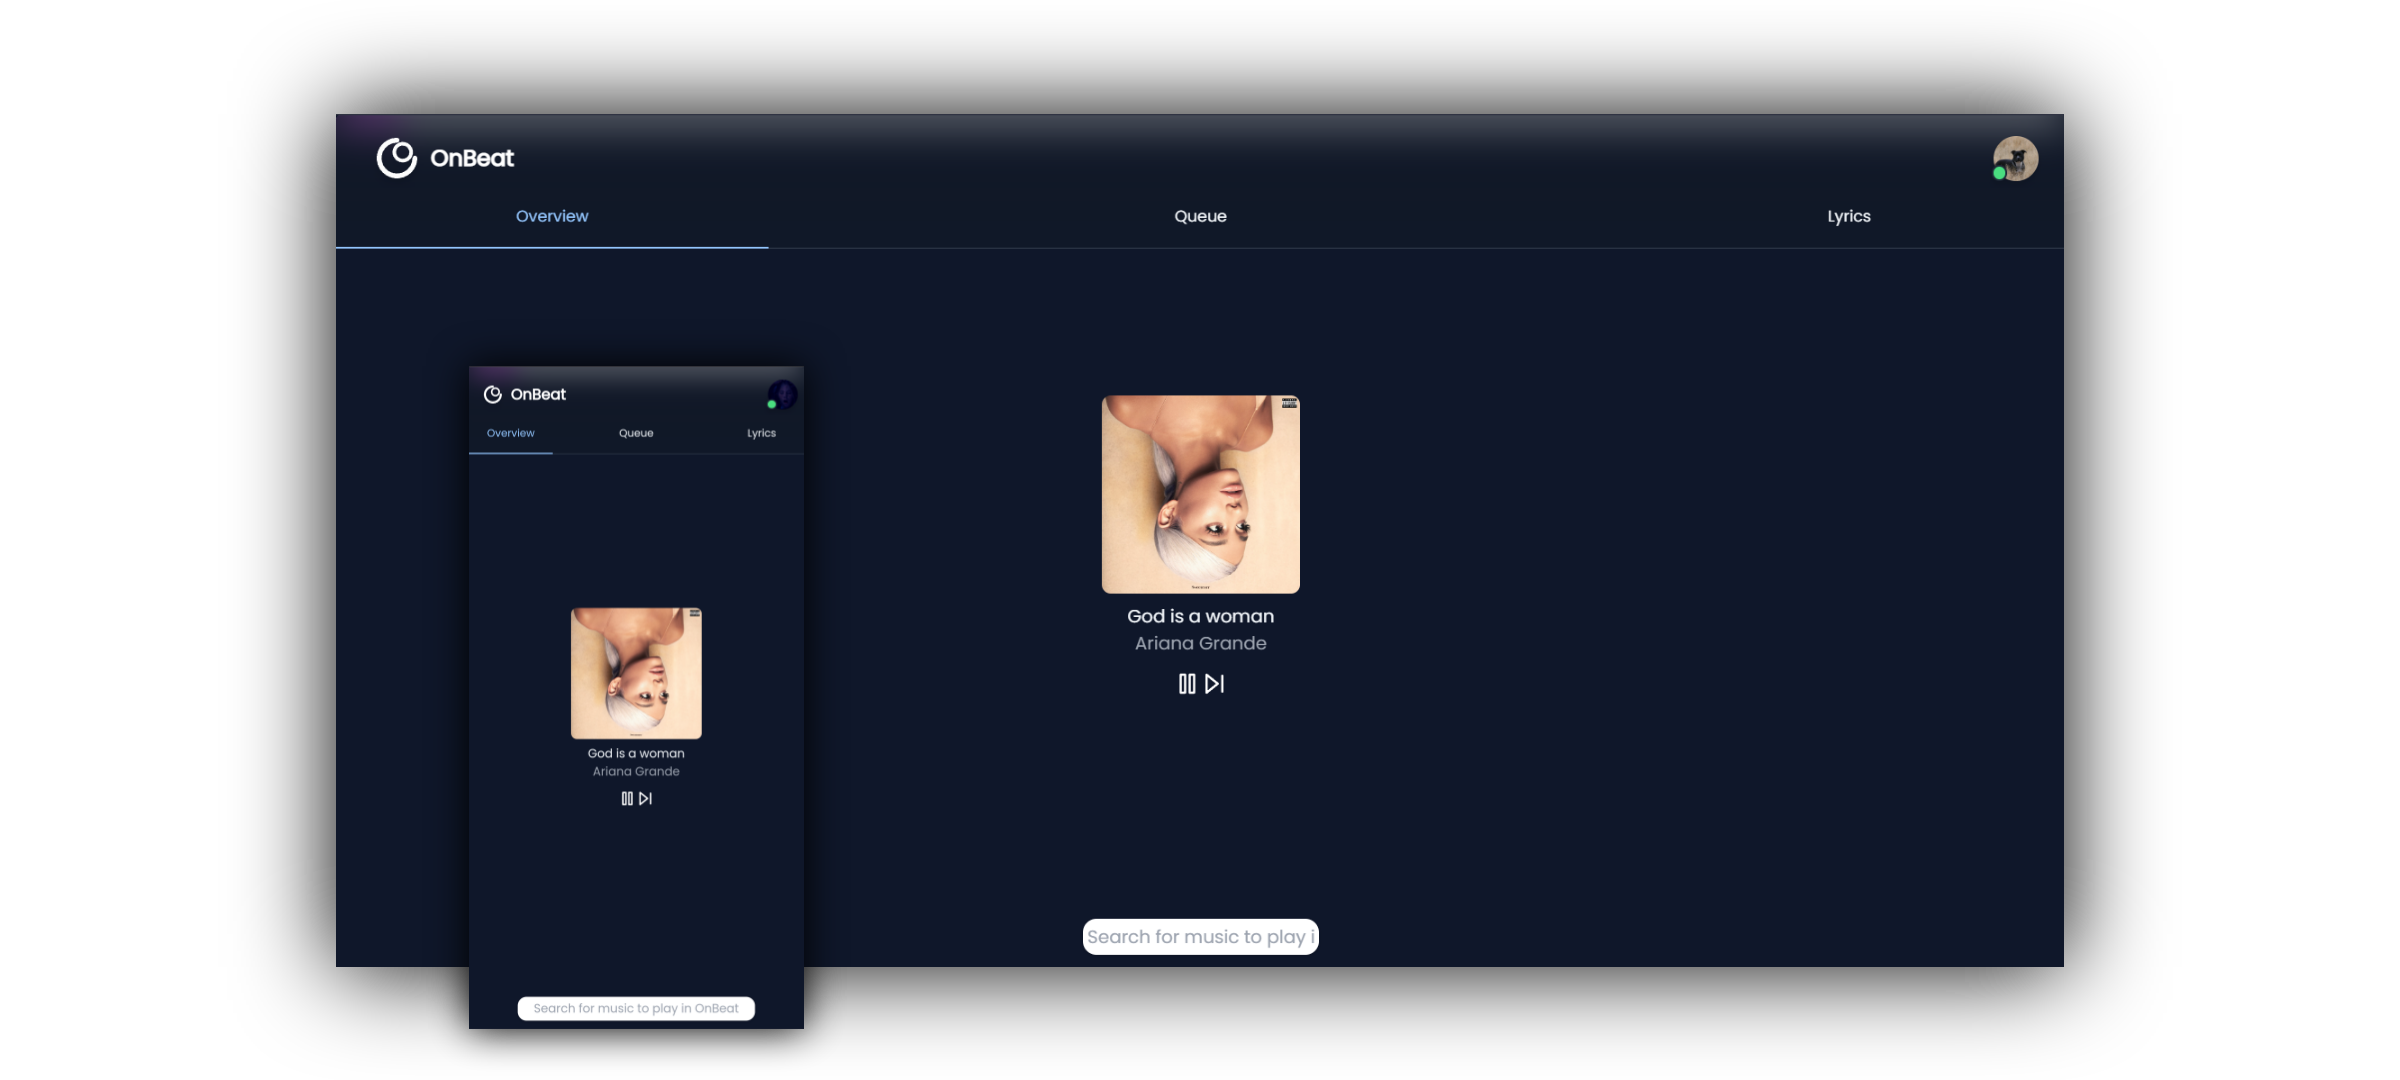 OnBeat
Overview
Queue
Lyrics
God is a woman
Ariana Grande
Search for music to play i
OnBeat
Overview
Queue
Lyrics
God is a woman
Ariana Grande
Search for music to play in OnBeat